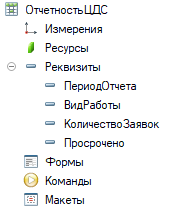 ОтчетностьЦДС
Измерения
Ресурсы
Реквизиты
ПериодОтчета
ВидРаботы
КоличествоЗаявок
Просрочено
Формы
Команды
Макеты